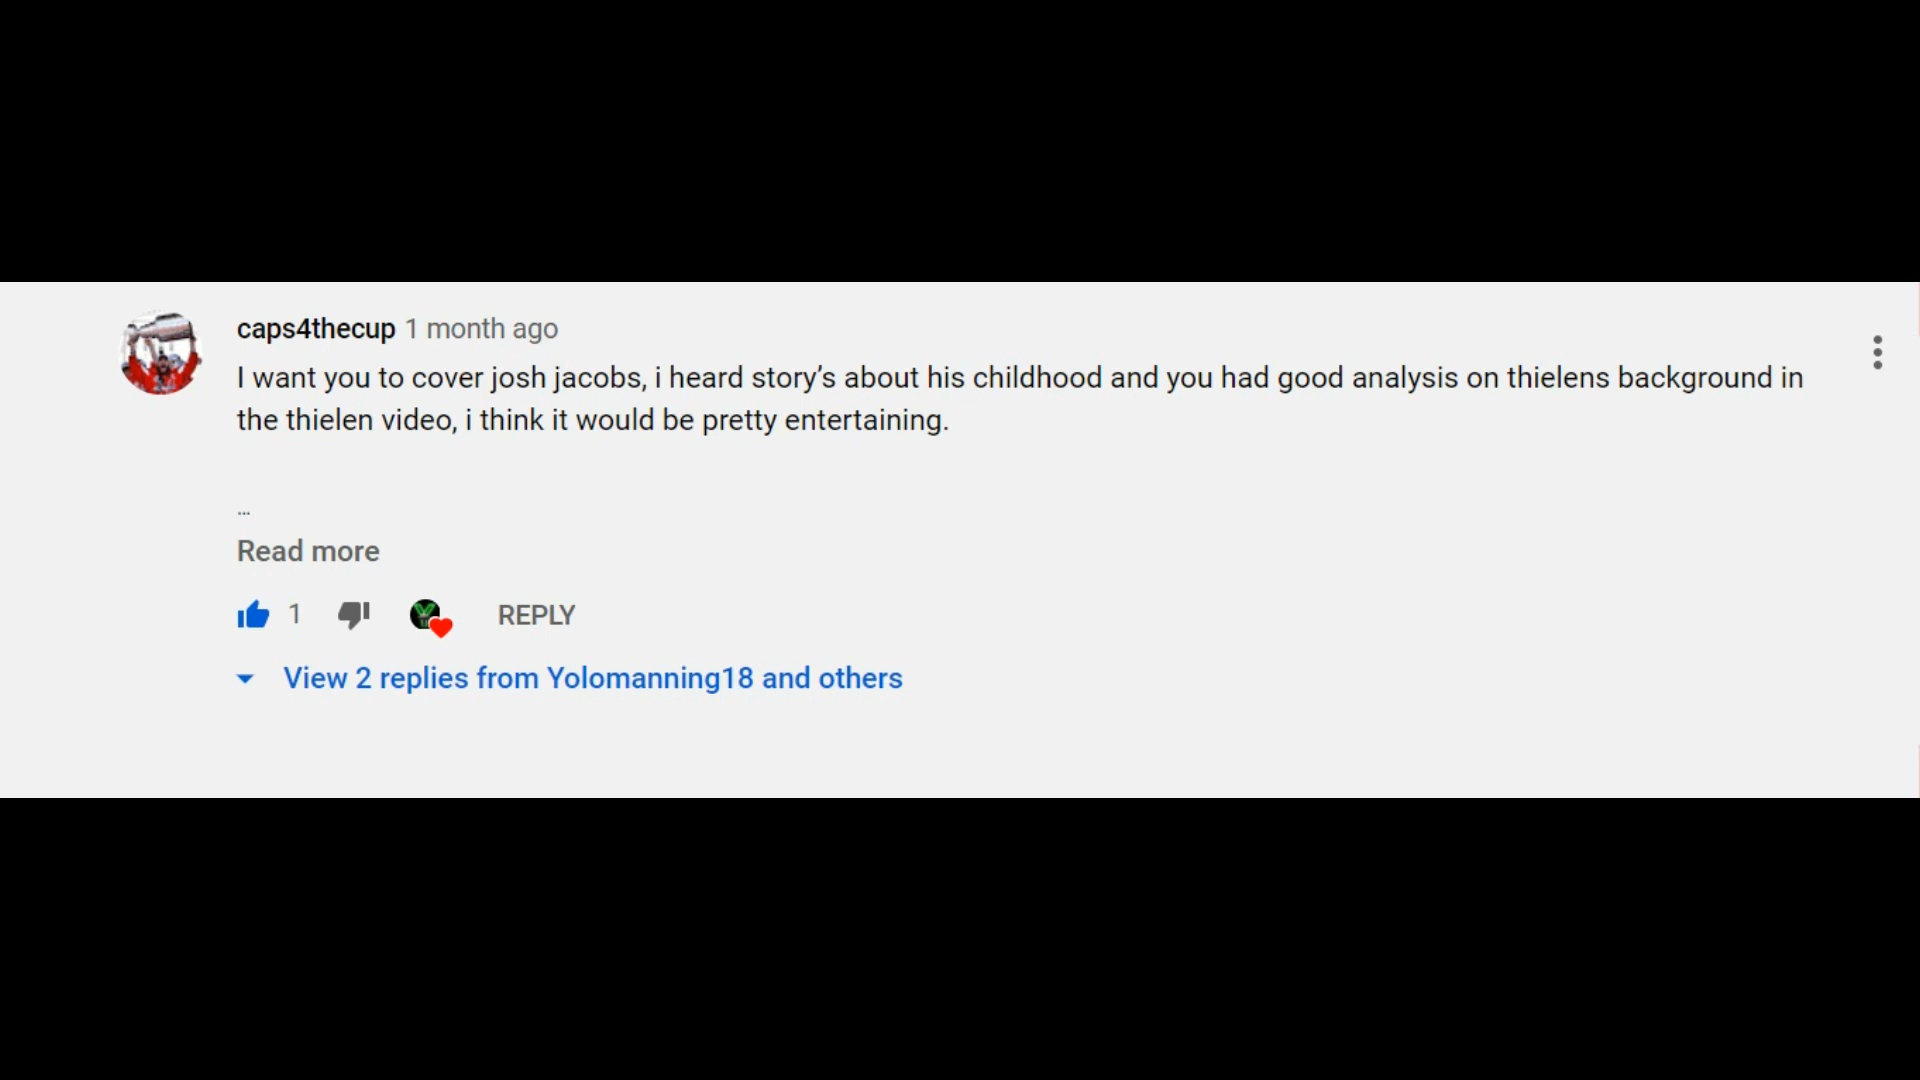 caps4thecup 1 month ago
I want you to cover josh jacobs, i heard story’s about his childhood and you had good analysis on thielens background in
the thielen video, i think it would be pretty entertaining.
...
Read more
1 REPLY
View 2 replies from Yolomanning18 and others